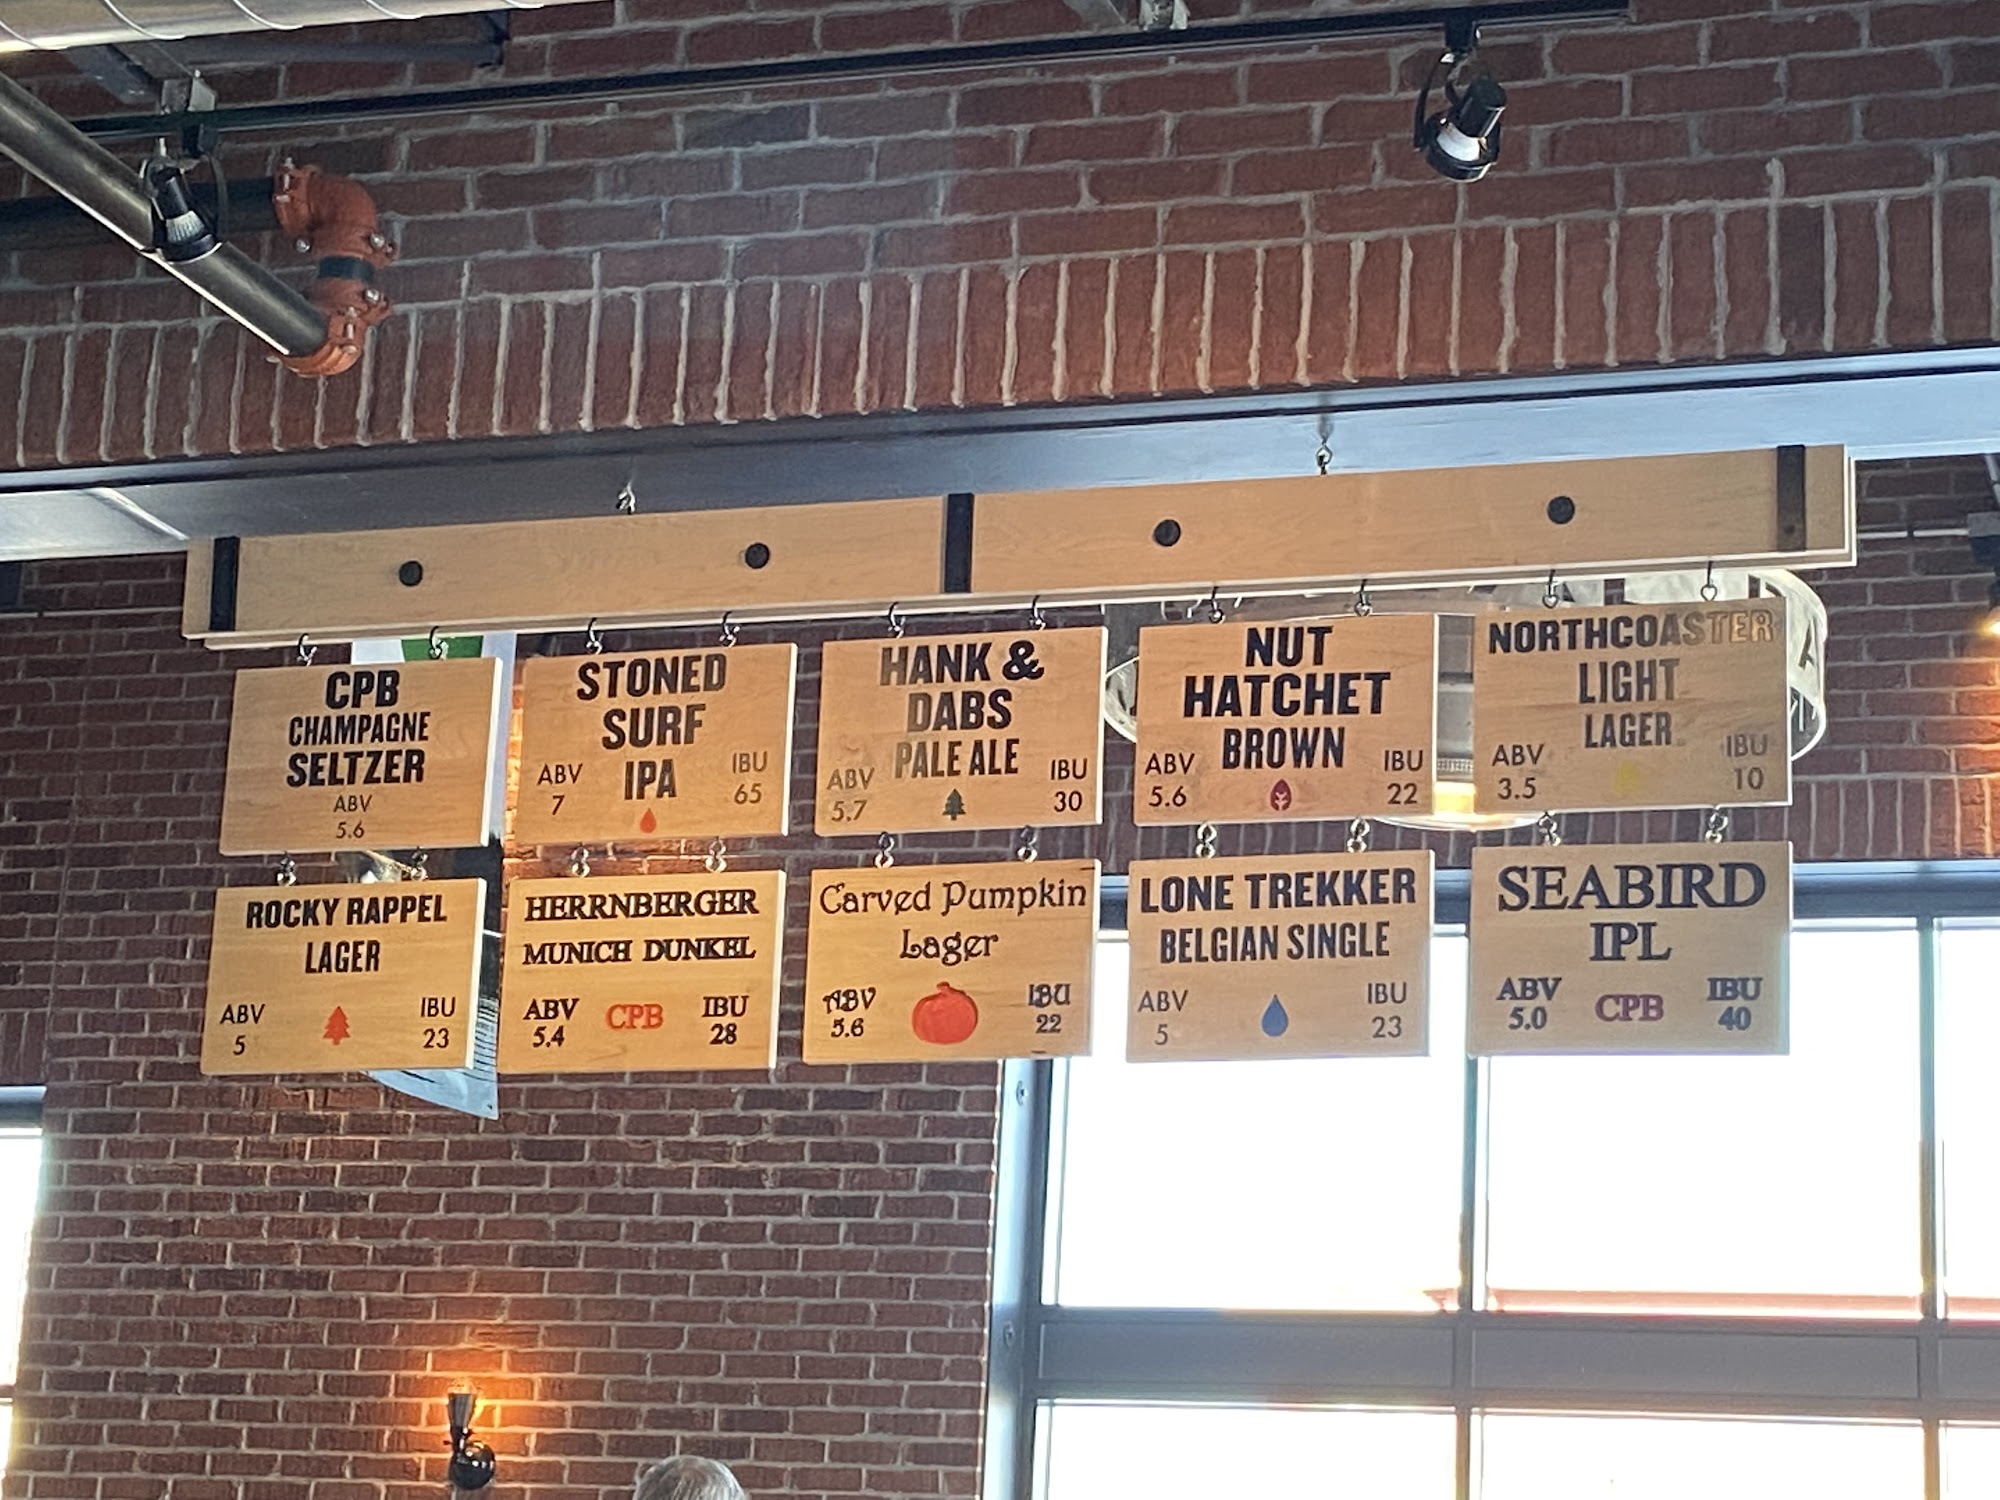 CPB
CHAMPAGNE
SELTZER
ABV
5.6
STONED
SURF
IPA
ABV
7
IBU
65
HANK &
DABS
PALE ALE
ABV
5.7
IBU
30
NUT
HATCHET
BROWN
ABV
5.6
IBU
22
NORTHCOASTER
LIGHT
LAGER
ABV
3.5
IBU
10
ROCKY RAPPEL
LAGER
ABV
5
IBU
23
HERRNBERGER
MUNICH DUNKEL
ABV
5.4
CPB
IBU
28
Carved Pumpkin
Lager
ABV
5.6
IBU
22
LONE TREKKER
BELGIAN SINGLE
ABV
5
IBU
23
SEABIRD
IPL
ABV
5.0
CPB
IBU
40